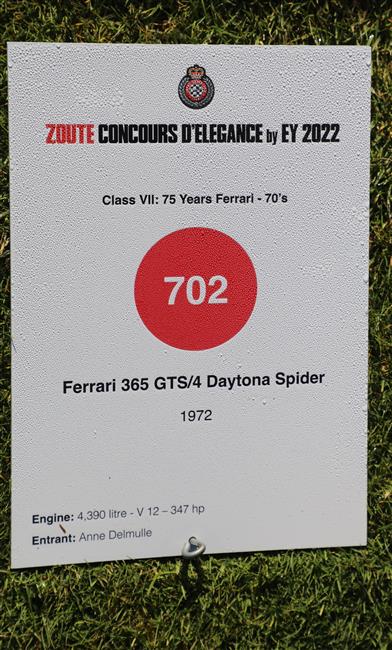 ZOUTE CONCOURS D'ELEGANCE by EY 2022
Class VII: 75 Years Ferrari - 70's
702
Ferrari 365 GTS/4 Daytona Spider
1972
Engine: 4,390 litre - V 12 – 347 hp
Entrant: Anne Delmulle